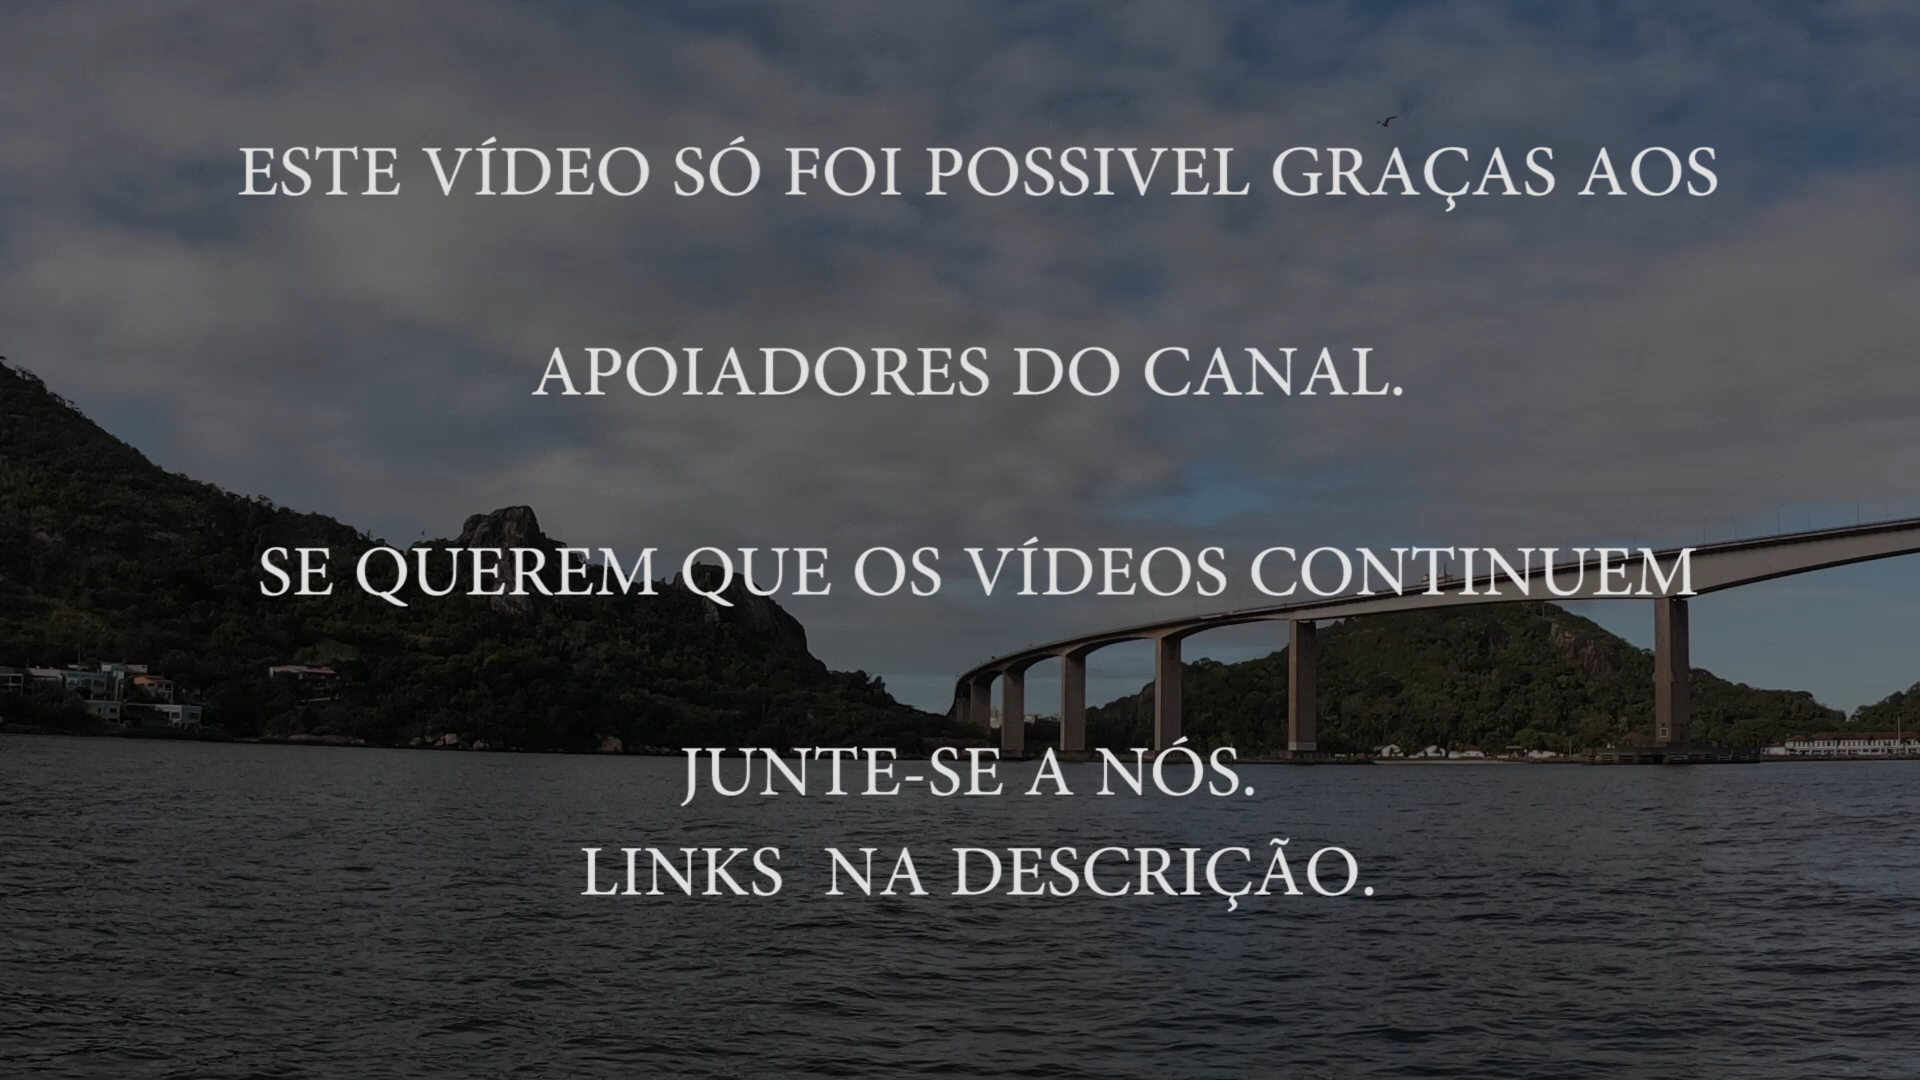 ESTE VÍDEO SÓ FOI POSSIVEL GRAÇAS AOS
APOIADORES DO CANAL.
SE QUEREM QUE OS VÍDEOS CONTINUEM
JUNTE-SE A NÓS.
LINKS  NA DESCRIÇÃO.